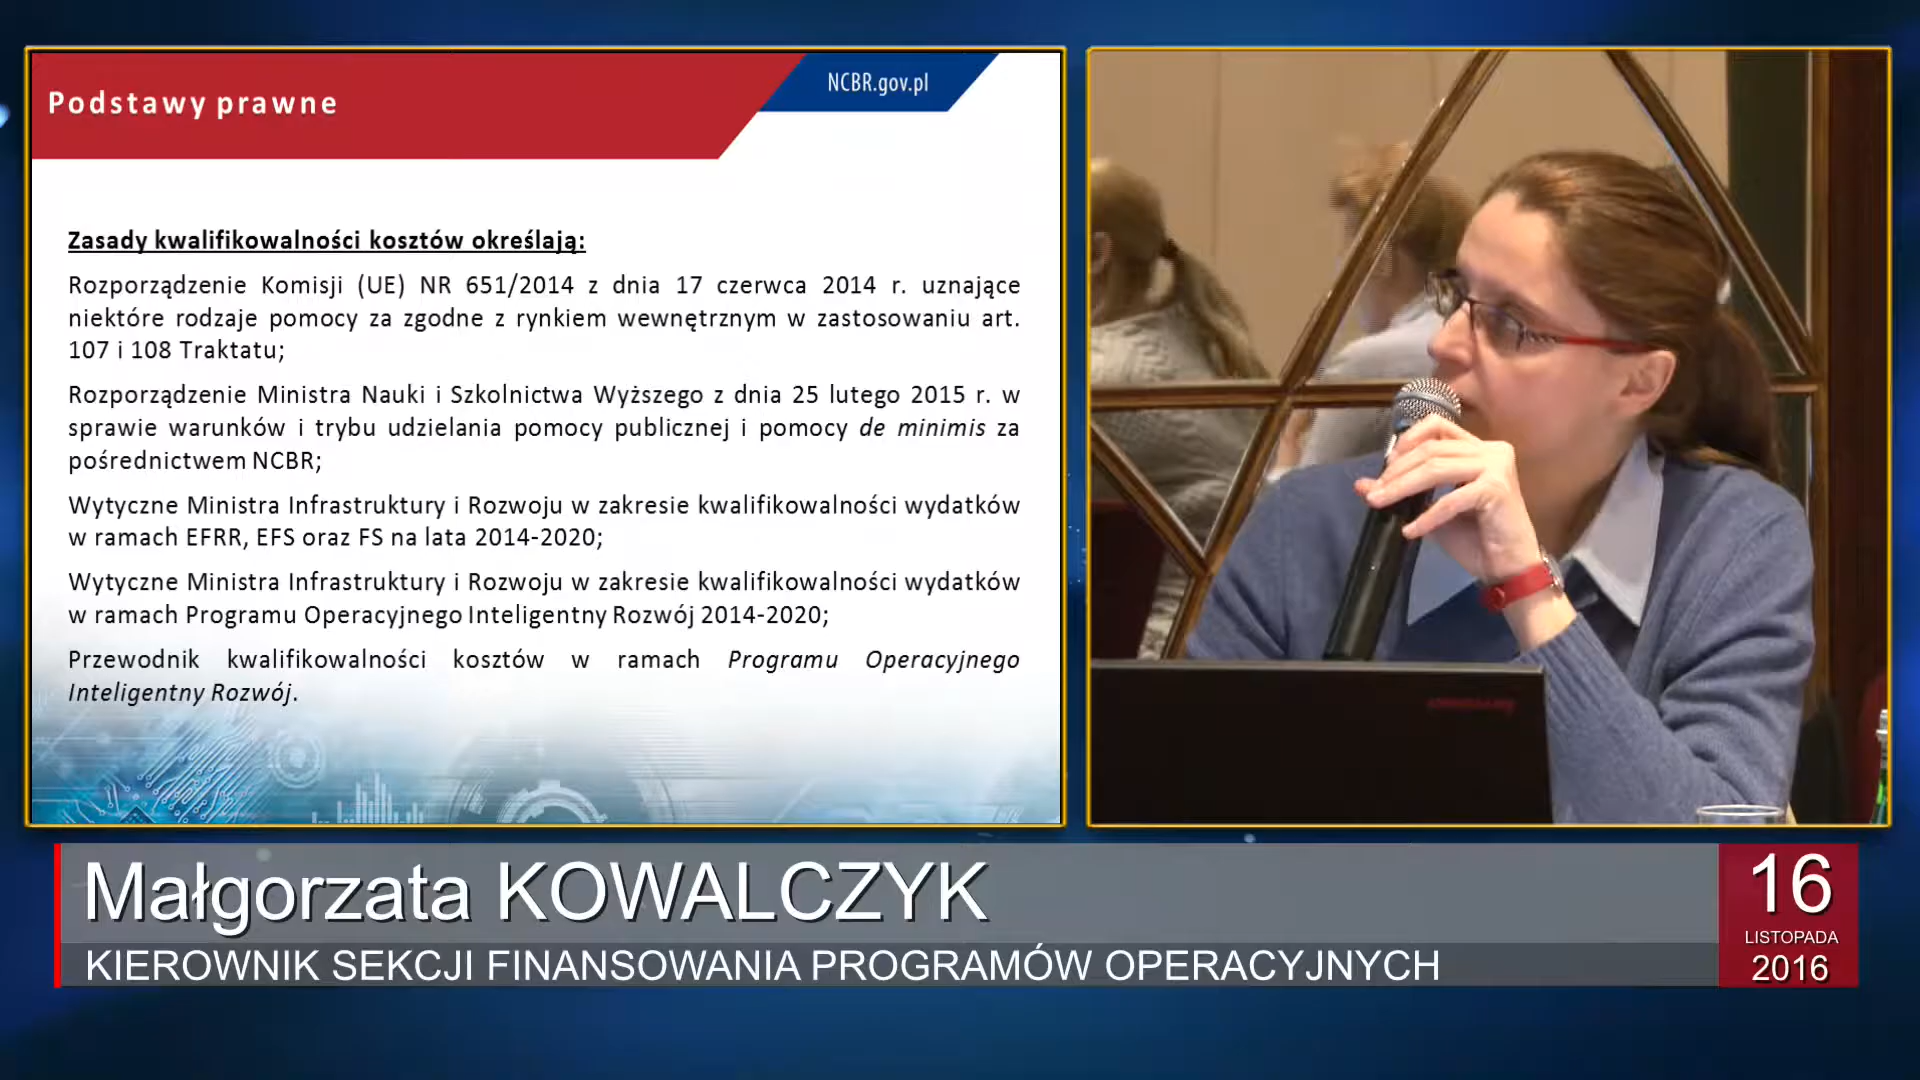 Podstawy prawne
NCBR.gov.pl
Zasady kwalifikowalności kosztów określają:
Rozporządzenie Komisji (UE) NR 651/2014 z dnia 17 czerwca 2014 r. uznające
niektóre rodzaje pomocy za zgodne z rynkiem wewnętrznym w zastosowaniu art.
107 i 108 Traktatu;
Rozporządzenie Ministra Nauki i Szkolnictwa Wyższego z dnia 25 lutego 2015 r. w
sprawie warunków i trybu udzielania pomocy publicznej i pomocy de minimis za
pośrednictwem NCBR;
Wytyczne Ministra Infrastruktury i Rozwoju w zakresie kwalifikowalności wydatków
w ramach EFRR, EFS oraz FS na lata 2014-2020;
Wytyczne Ministra Infrastruktury i Rozwoju w zakresie kwalifikowalności wydatków
w ramach Programu Operacyjnego Inteligentny Rozwój 2014-2020;
Przewodnik kwalifikowalności kosztów w ramach Programu Operacyjnego
Inteligentny Rozwój.
Małgorzata KOWALCZYK
KIEROWNIK SEKCJI FINANSOWANIA PROGRAMÓW OPERACYJNYCH
16
LISTOPADA
2016